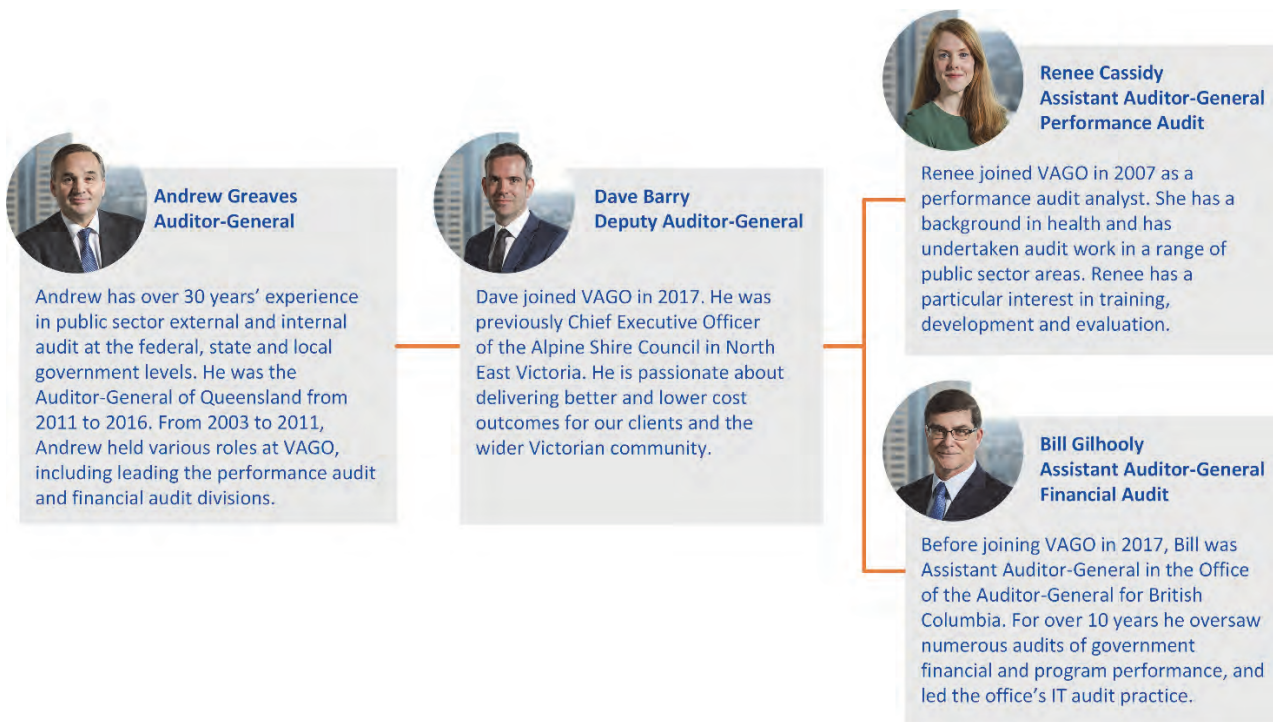 Andrew Greaves
Auditor-General
Andrew has over 30 years’ experience
in public sector external and internal
audit at the federal, state and local
government levels. He was the
Auditor-General of Queensland from
2011 to 2016. From 2003 to 2011,
Andrew held various roles at VAGO,
including leading the performance audit
and financial audit divisions.
Dave Barry
Deputy Auditor-General
Dave joined VAGO in 2017. He was
previously Chief Executive Officer
of the Alpine Shire Council in North
East Victoria. He is passionate about
delivering better and lower cost
outcomes for our clients and the
wider Victorian community.
Renee Cassidy
Assistant Auditor-General
Performance Audit
Renee joined VAGO in 2007 as a
performance audit analyst. She has a
background in health and has
undertaken audit work in a range of
public sector areas. Renee has a
particular interest in training,
development and evaluation.
Bill Gilhooly
Assistant Auditor-General
Financial Audit
Before joining VAGO in 2017, Bill was
Assistant Auditor-General in the Office
of the Auditor-General for British
Columbia. For over 10 years he oversaw
numerous audits of government
financial and program performance, and
led the office’s IT audit practice.